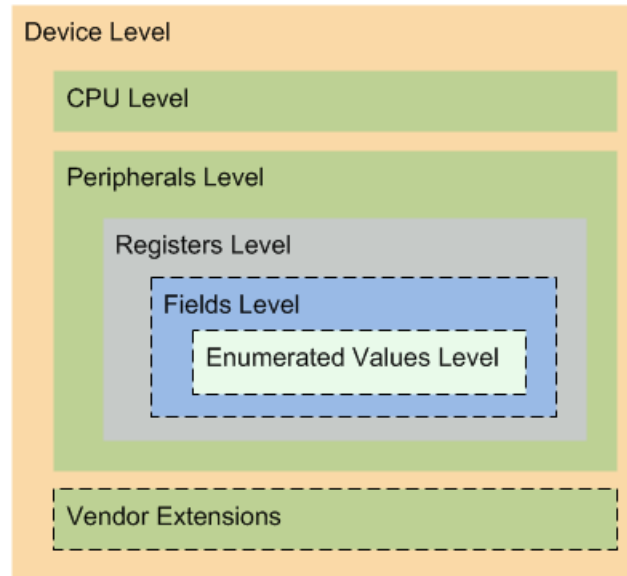 Device Level
CPU Level
Peripherals Level
Registers Level
Fields Level
Enumerated Values Level
Vendor Extensions